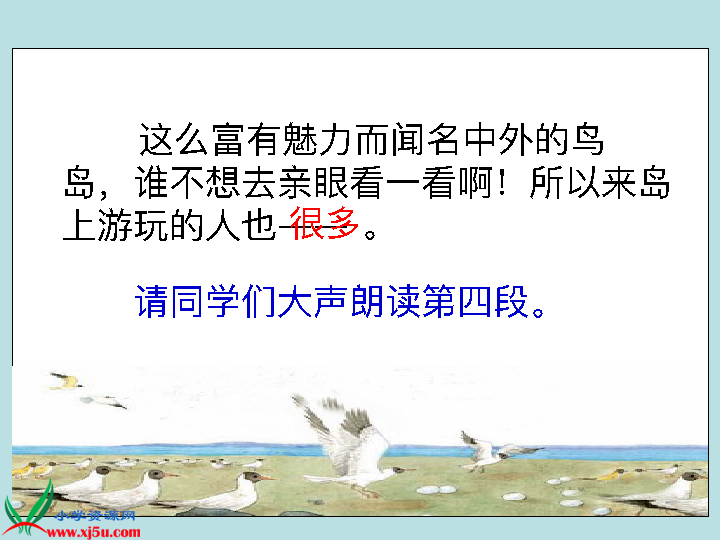 这么富有魅力而闻名中外的鸟
岛，谁不想去亲眼看一看啊！所以来岛
上游玩的人也很多。
请同学们大声朗读第四段。
小学资源网
www.xj5u.com